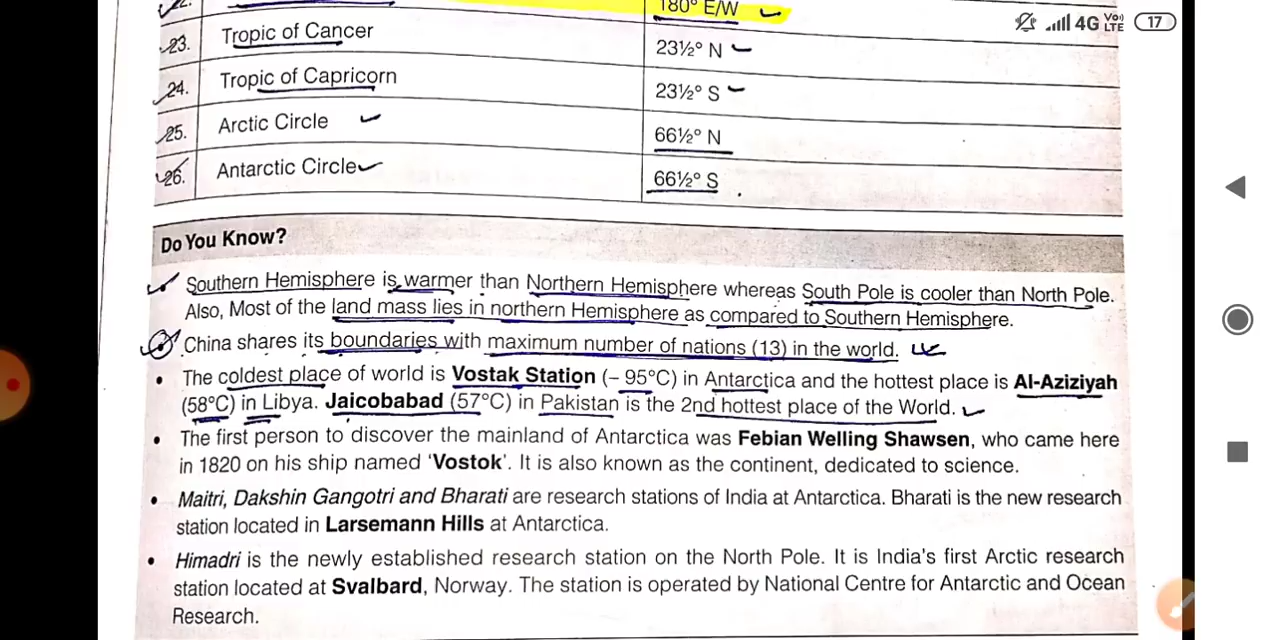 180° E/W
4G Vo)) LTE 17
23. Tropic of Cancer 23½° N
24. Tropic of Capricorn 23½° S
25. Arctic Circle 66½° N
26. Antarctic Circle 66½° S
Do You Know?
Southern Hemisphere is warmer than Northern Hemisphere whereas South Pole is cooler than North Pole.
Also, Most of the land mass lies in northern Hemisphere as compared to Southern Hemisphere.
China shares its boundaries with maximum number of nations (13) in the world.
• The coldest place of world is Vostak Station (– 95°C) in Antarctica and the hottest place is Al-Aziziyah
(58°C) in Libya. Jaicobabad (57°C) in Pakistan is the 2nd hottest place of the World.
• The first person to discover the mainland of Antarctica was Febian Welling Shawsen, who came here
in 1820 on his ship named ‘Vostok’. It is also known as the continent, dedicated to science.
• Maitri, Dakshin Gangotri and Bharati are research stations of India at Antarctica. Bharati is the new research
station located in Larsemann Hills at Antarctica.
• Himadri is the newly established research station on the North Pole. It is India's first Arctic research
station located at Svalbard, Norway. The station is operated by National Centre for Antarctic and Ocean
Research.